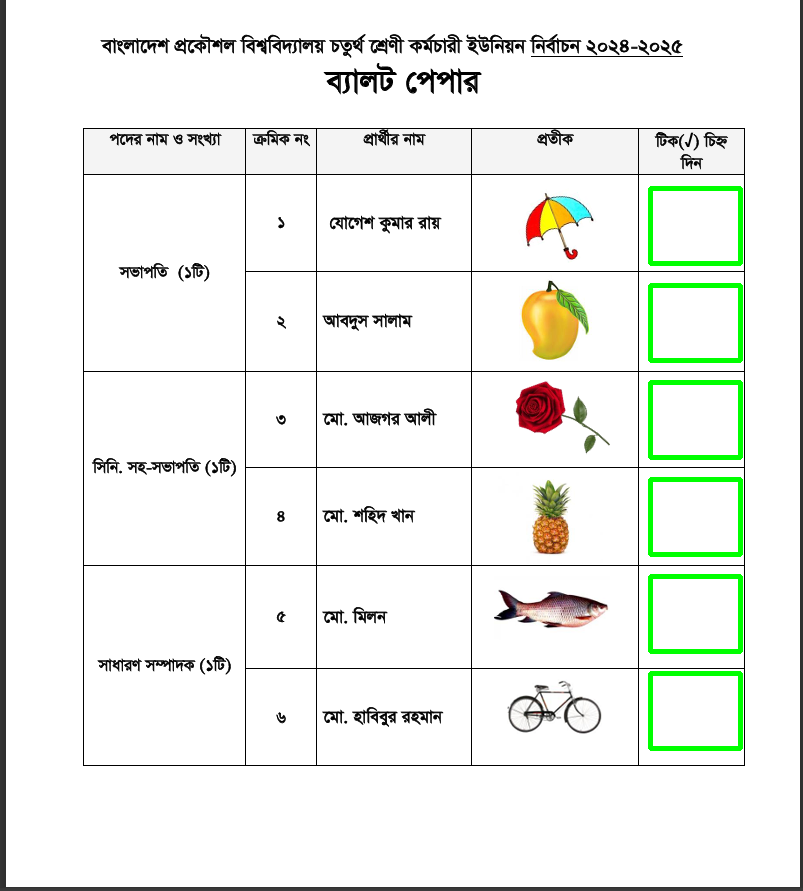 বাংলাদেশ প্রকৌশল বিশ্ববিদ্যালয় চতুর্থ শ্রেণী কর্মচারী ইউনিয়ন নির্বাচন ২০২৪-২০২৫
ব্যালট পেপার
পদের নাম ও সংখ্যা ক্রমিক নং প্রার্থীর নাম প্রতীক টিক(√) চিহ্ন
দিন
সভাপতি (১টি)
১ যোগেশ কুমার রায়
২ আবদুস সালাম
সিনি. সহ-সভাপতি (১টি)
৩ মো. আজগর আলী
৪ মো. শহিদ খান
সাধারণ সম্পাদক (১টি)
৫ মো. মিলন
৬ মো. হাবিবুর রহমান